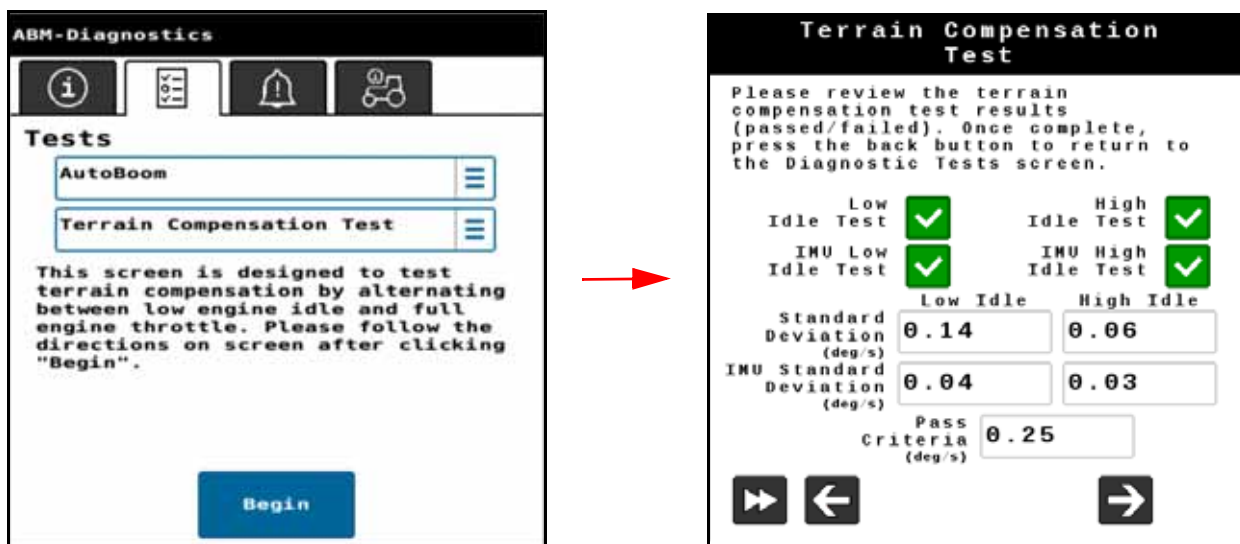 ABM-Diagnostics
Tests
AutoBoom
Terrain Compensation Test
This screen is designed to test
terrain compensation by alternating
between low engine idle and full
engine throttle. Please follow the
directions on screen after clicking
"Begin".
Begin
Terrain Compensation
Test
Please review the terrain
compensation test results
(passed/failed). Once complete,
press the back button to return to
the Diagnostic Tests screen.
Low
Idle Test
High
Idle Test
IMU Low
Idle Test
IMU High
Idle Test
Low Idle
High Idle
Standard
Deviation
(deg/s)
0.14
0.06
IMU Standard
Deviation
(deg/s)
0.04
0.03
Pass
Criteria
(deg/s)
0.25